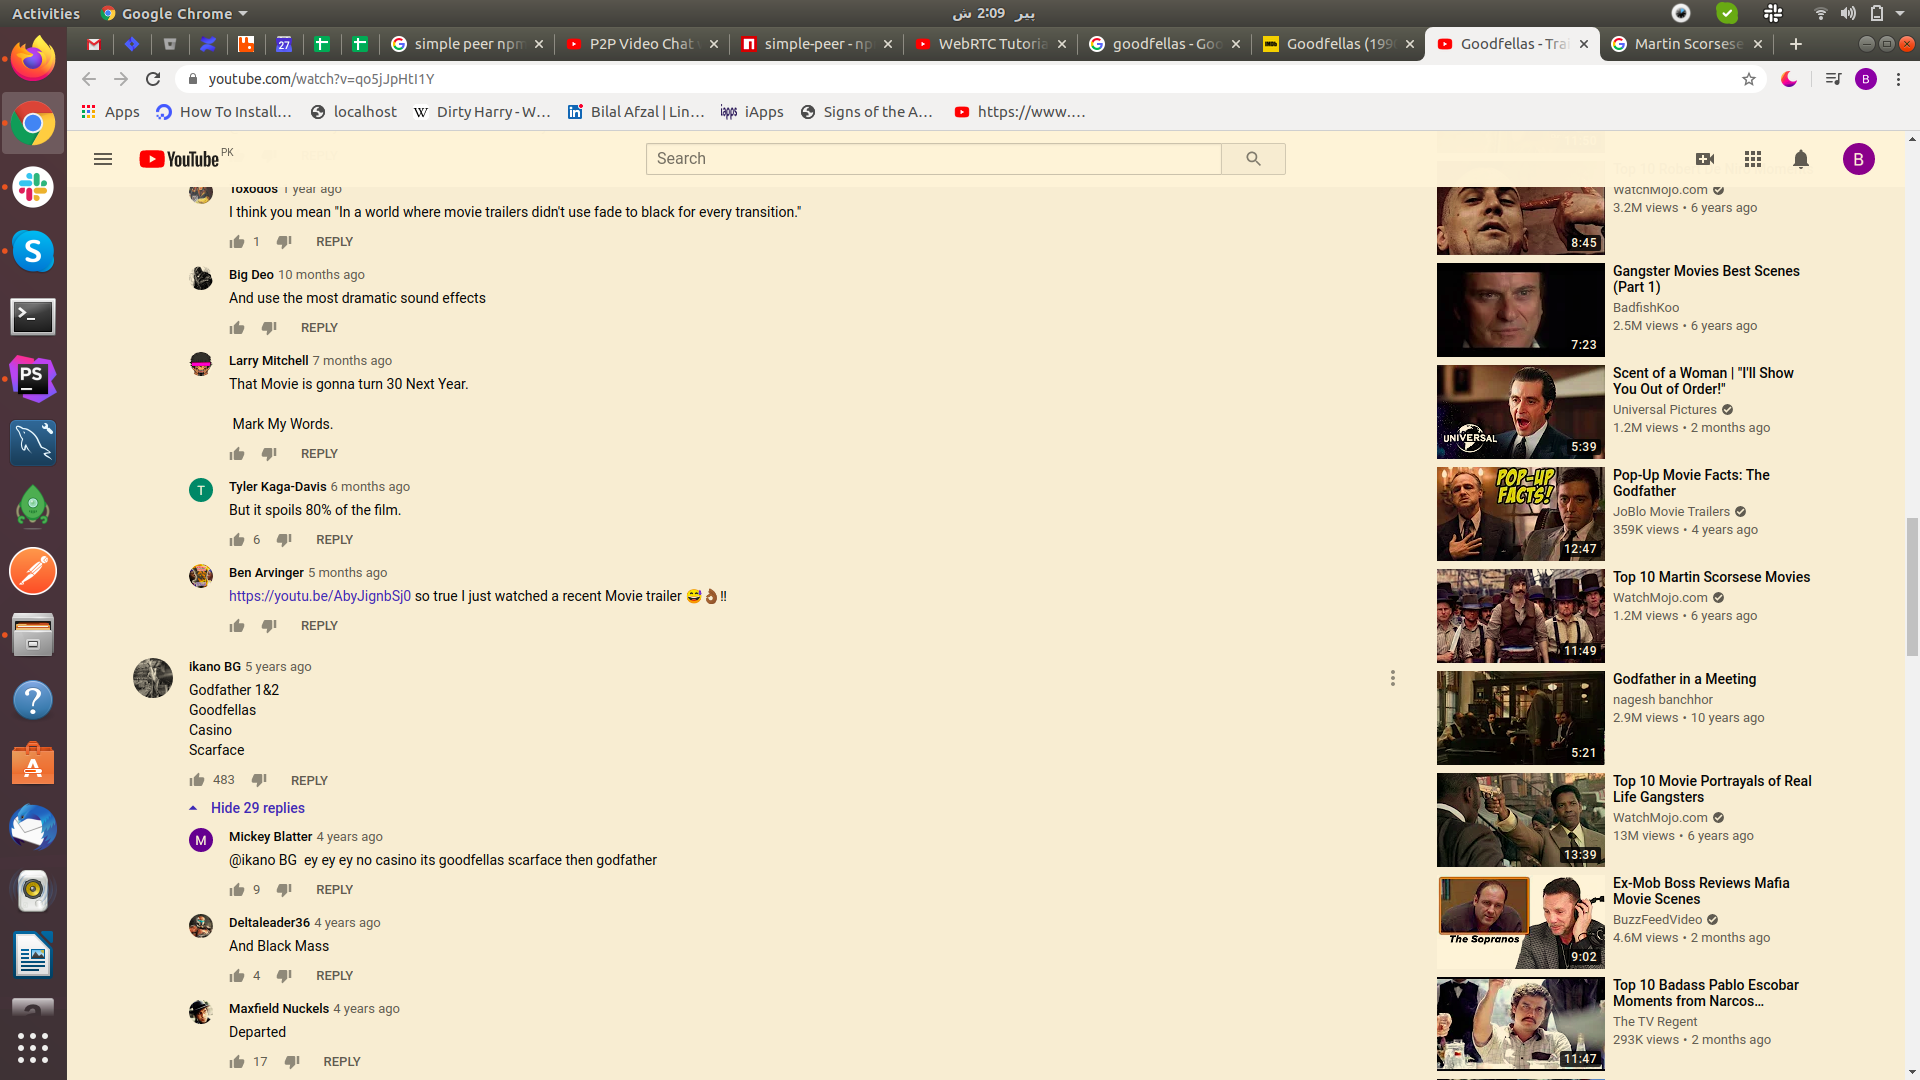 Activities
Google Chrome
پیر 2:09 ش
27
simple peer npm
P2P Video Chat
simple-peer - np
WebRTC Tutoria
goodfellas - Goo
Goodfellas (1990
Goodfellas - Trai
Martin Scorsese
youtube.com/watch?v=qo5jJpHtI1Y
B
Apps
How To Install...
localhost
Dirty Harry - W...
Bilal Afzal | Lin...
iApps
Signs of the A...
https://www....
YouTube PK
Search
B
Toxodos 1 year ago
I think you mean "In a world where movie trailers didn't use fade to black for every transition."
1 REPLY
Big Deo 10 months ago
And use the most dramatic sound effects
REPLY
Larry Mitchell 7 months ago
That Movie is gonna turn 30 Next Year.
Mark My Words.
REPLY
T
Tyler Kaga-Davis 6 months ago
But it spoils 80% of the film.
6 REPLY
Ben Arvinger 5 months ago
https://youtu.be/AbyJignbSj0 so true I just watched a recent Movie trailer 😅👌🏾!!
REPLY
ikano BG 5 years ago
Godfather 1&2
Goodfellas
Casino
Scarface
483 REPLY
Hide 29 replies
M
Mickey Blatter 4 years ago
@ikano BG ey ey ey no casino its goodfellas scarface then godfather
9 REPLY
Deltaleader36 4 years ago
And Black Mass
4 REPLY
Maxfield Nuckels 4 years ago
Departed
17 REPLY
WatchMojo.com
3.2M views • 6 years ago
8:45
Gangster Movies Best Scenes
(Part 1)
BadfishKoo
2.5M views • 6 years ago
7:23
Scent of a Woman | "I'll Show
You Out of Order!"
Universal Pictures
1.2M views • 2 months ago
UNIVERSAL
5:39
Pop-Up Movie Facts: The
Godfather
JoBlo Movie Trailers
359K views • 4 years ago
POP-UP
FACTS!
12:47
Top 10 Martin Scorsese Movies
WatchMojo.com
1.2M views • 6 years ago
11:49
Godfather in a Meeting
nagesh banchhor
2.9M views • 10 years ago
5:21
Top 10 Movie Portrayals of Real
Life Gangsters
WatchMojo.com
13M views • 6 years ago
13:39
Ex-Mob Boss Reviews Mafia
Movie Scenes
BuzzFeedVideo
4.6M views • 2 months ago
The Sopranos
9:02
Top 10 Badass Pablo Escobar
Moments from Narcos...
The TV Regent
293K views • 2 months ago
11:47
S
PS